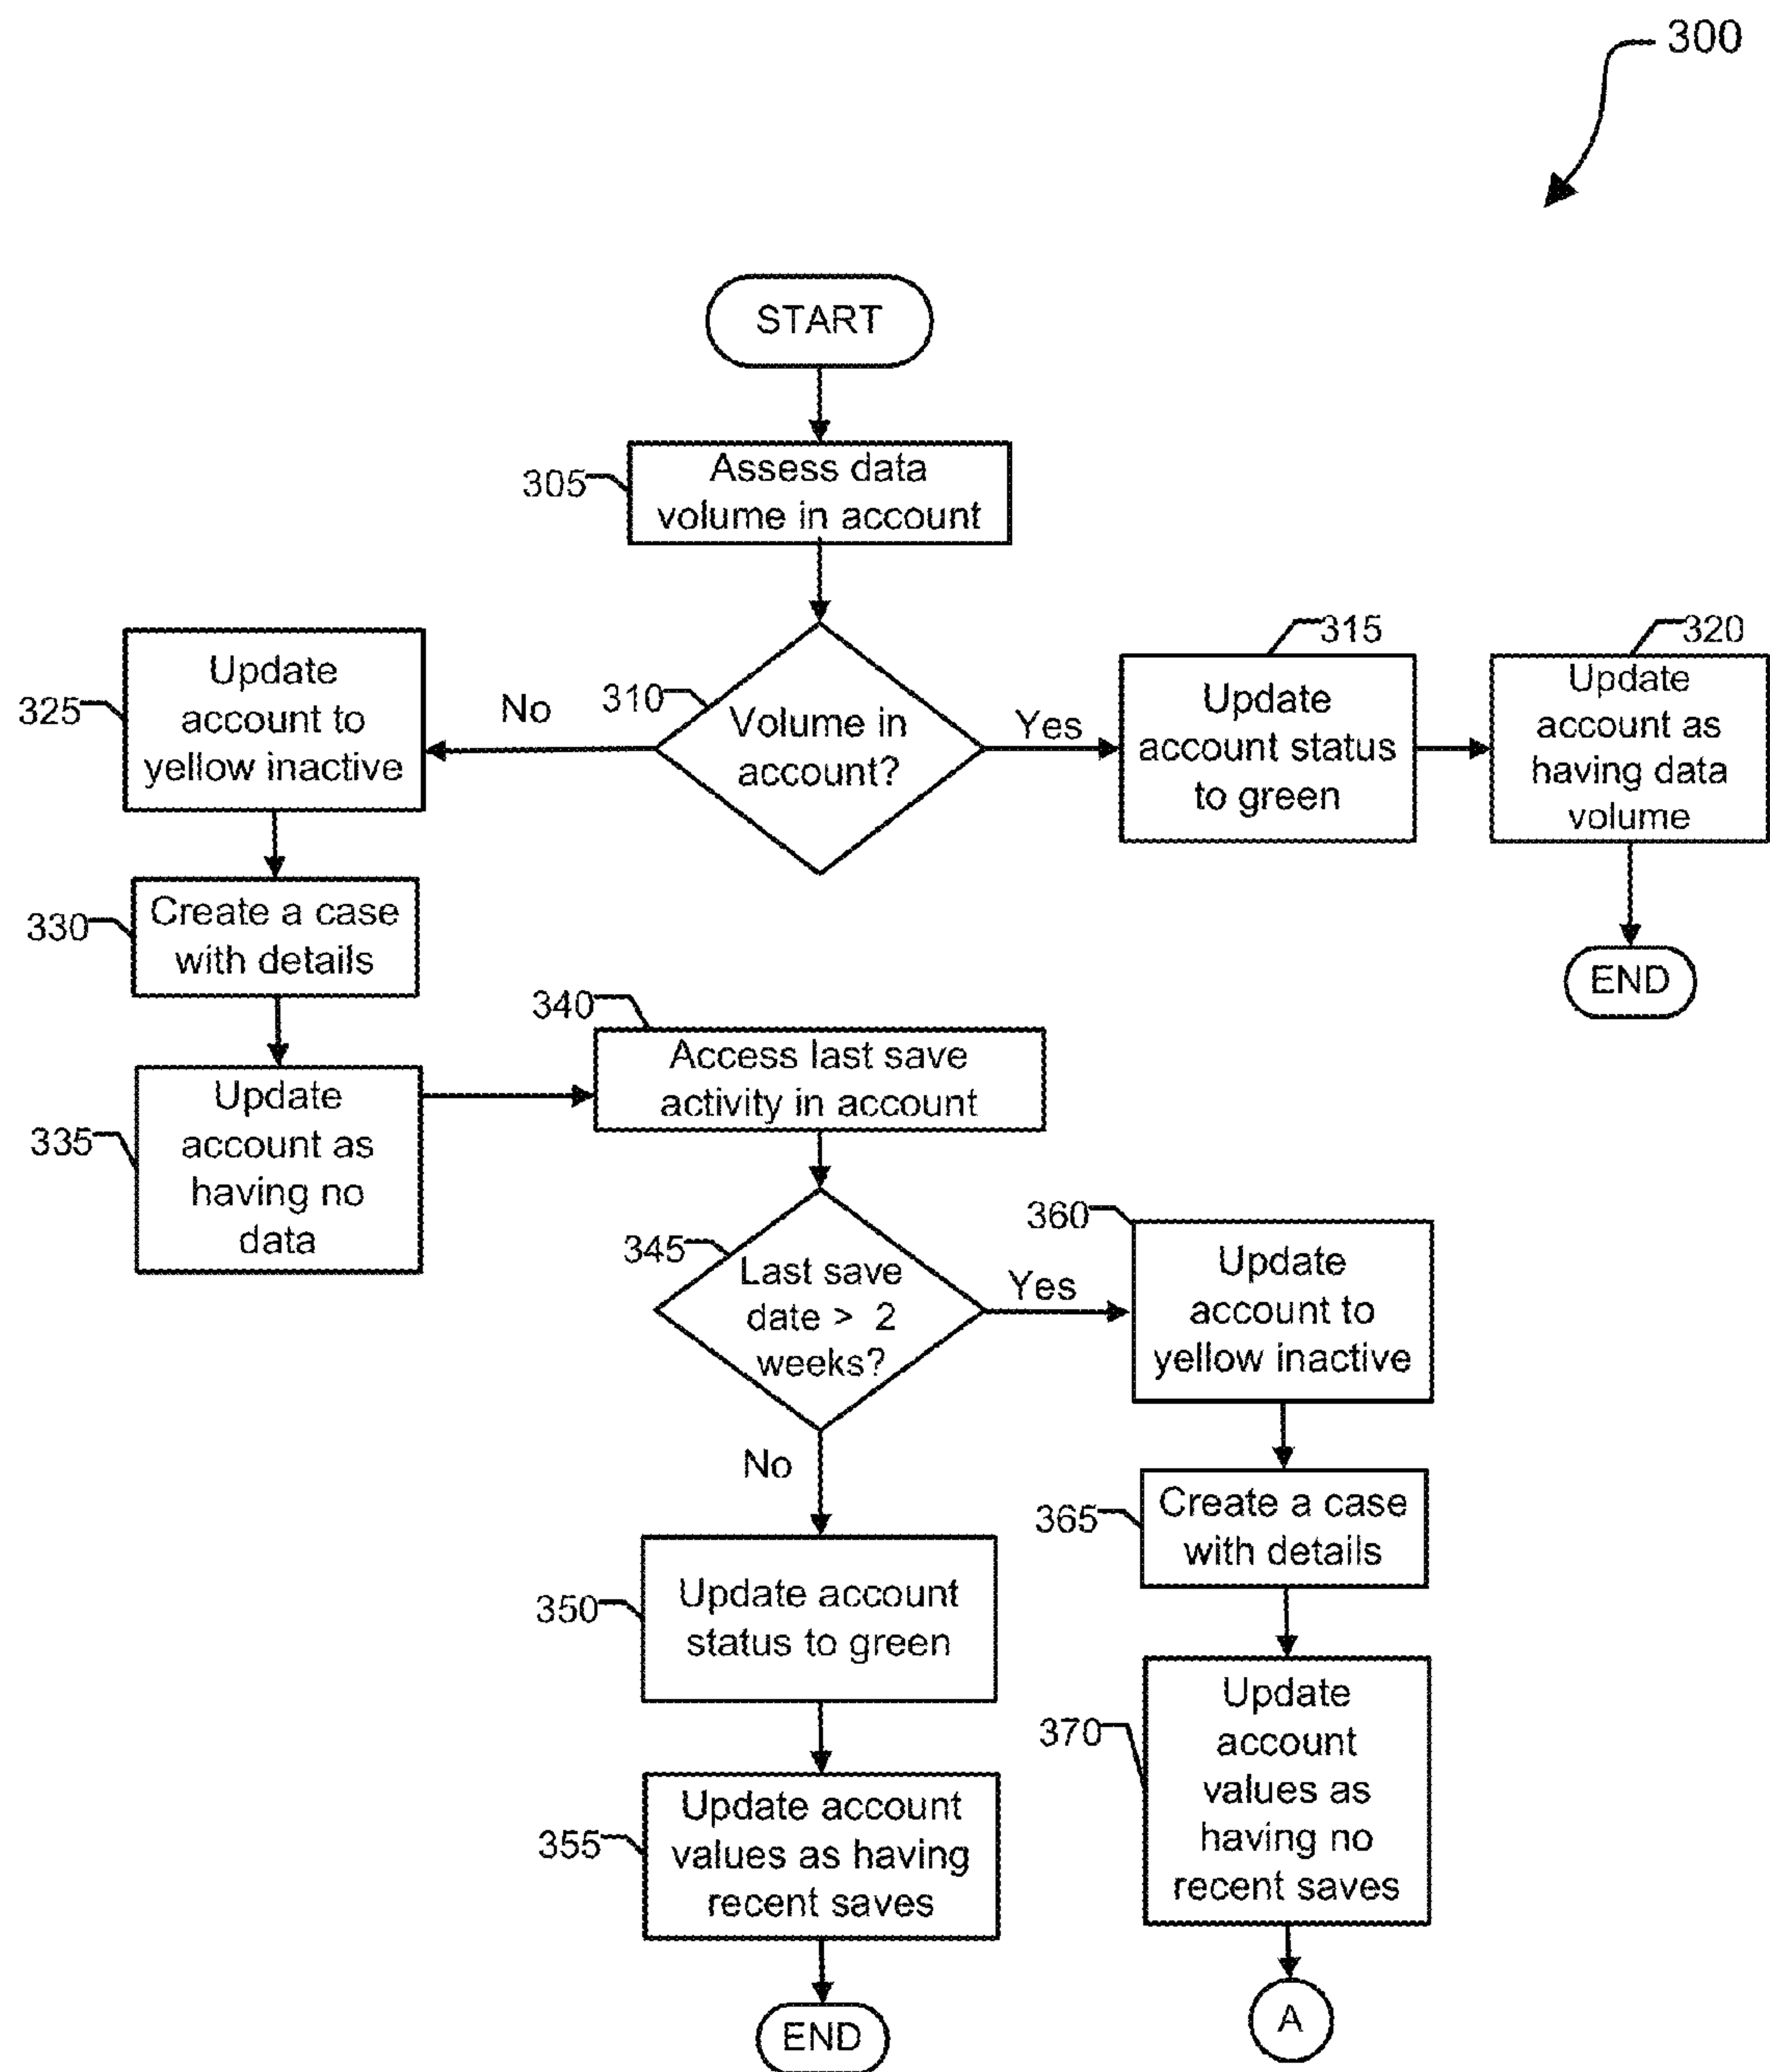 300
START
305
Assess data
volume in account
310
Volume in
account?
No
Yes
315
Update
account status
to green
320
Update
account as
having data
volume
END
325
Update
account to
yellow inactive
330
Create a case
with details
335
Update
account as
having no
data
340
Access last save
activity in account
345
Last save
date > 2
weeks?
Yes
No
360
Update
account to
yellow inactive
365
Create a case
with details
370
Update
account
values as
having no
recent saves
A
350
Update account
status to green
355
Update account
values as having
recent saves
END